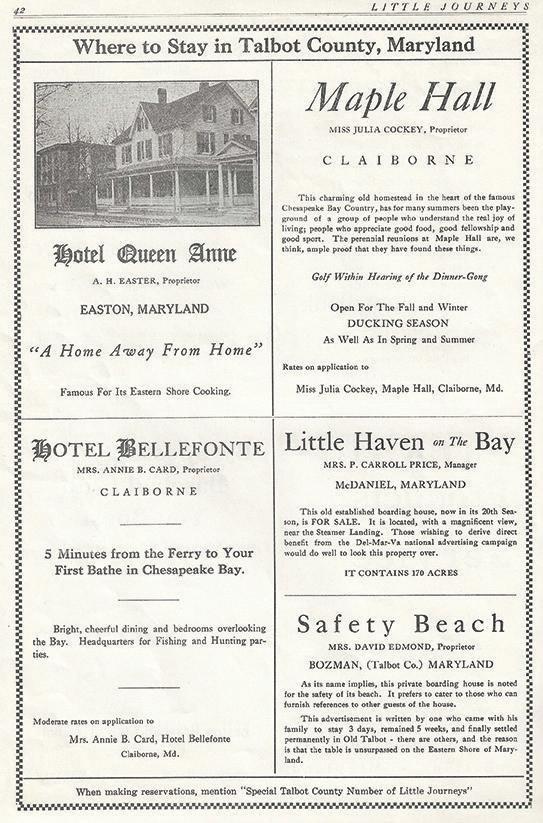 42
LITTLE JOURNEYS
Where to Stay in Talbot County, Maryland
Hotel Queen Anne
A. H. EASTER, Proprietor
EASTON, MARYLAND
"A Home Away From Home"
Famous For Its Eastern Shore Cooking.
Maple Hall
MISS JULIA COCKEY, Proprietor
CLAIBORNE
This charming old homestead in the heart of the famous
Chesapeake Bay Country, has for many summers been the play-
ground of a group of people who understand the real joy of
living; people who appreciate good food, good fellowship and
good sport. The perennial reunions at Maple Hall are, we
think, ample proof that they have found these things.
Golf Within Hearing of the Dinner-Gong
Open For The Fall and Winter
DUCKING SEASON
As Well As In Spring and Summer
Rates on application to
Miss Julia Cockey, Maple Hall, Claiborne, Md.
HOTEL BELLEFONTE
MRS. ANNIE B. CARD, Proprietor
CLAIBORNE
5 Minutes from the Ferry to Your
First Bathe in Chesapeake Bay.
Bright, cheerful dining and bedrooms overlooking
the Bay. Headquarters for Fishing and Hunting par-
ties.
Moderate rates on application to
Mrs. Annie B. Card, Hotel Bellefonte
Claiborne, Md.
Little Haven on The Bay
MRS. P. CARROLL PRICE, Manager
McDANIEL, MARYLAND
This old established boarding house, now in its 20th Sea-
son, is FOR SALE. It is located, with a magnificent view,
near the Steamer Landing. Those wishing to derive direct
benefit from the Del-Mar-Va national advertising campaign
would do well to look this property over.
IT CONTAINS 170 ACRES
Safety Beach
MRS. DAVID EDMOND, Proprietor
BOZMAN, (Talbot Co.) MARYLAND
As its name implies, this private boarding house is noted
for the safety of its beach. It prefers to cater to those who can
furnish references to other guests of the house.
This advertisement is written by one who came with his
family to stay 3 days, remained 5 weeks, and finally settled
permanently in Old Talbot - there are others, and the reason
is that the table is unsurpassed on the Eastern Shore of Mary-
land.
When making reservations, mention "Special Talbot County Number of Little Journeys"